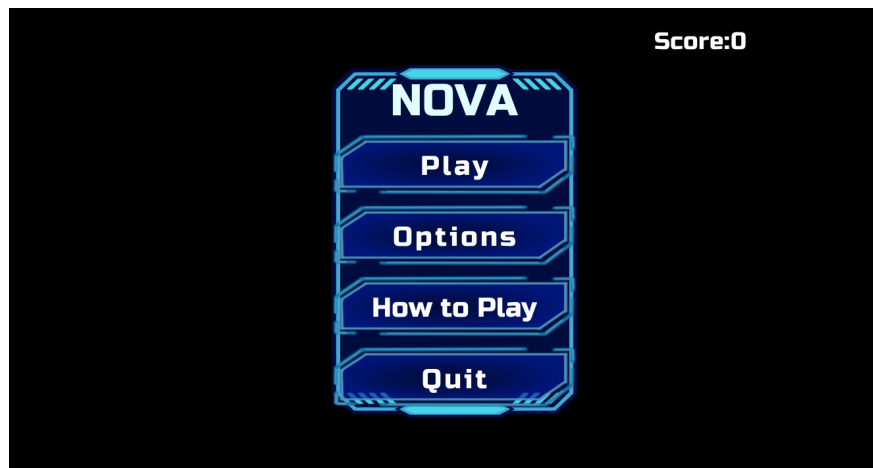 Score:0
NOVA
Play
Options
How to Play
Quit